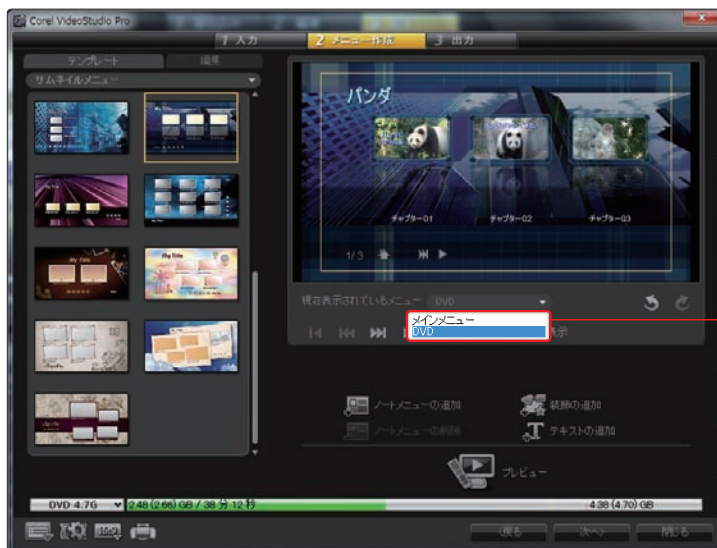 Corel VideoStudio Pro
1 入力 2 メニュー作成 3 出力
テンプレート 編集
サムネイルメニュー
パンダ
チャプター01 チャプター02 チャプター03
1/3
現在表示されているメニュー: DVD
メインメニュー
DVD
表示
ノートメニューの追加 装飾の追加
ノートメニューの削除 テキストの追加
プレビュー
DVD 4.7G 2.48 (2.66) GB / 38 分 12 秒 4.38 (4.70) GB
<戻る 次へ> 閉じる